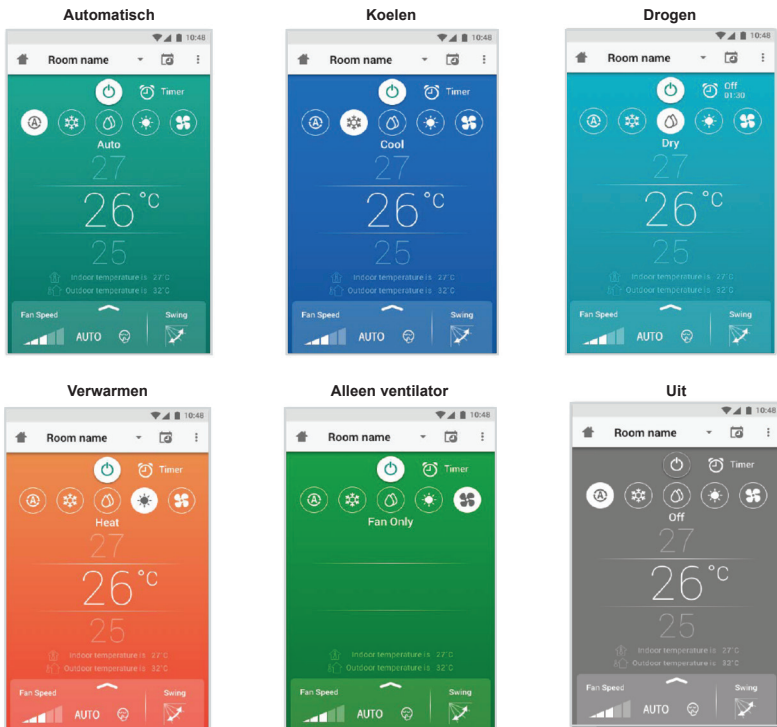 Automatisch
10:48
Room name
Timer
Auto
27
26°C
25
Indoor temperature is 27°C
Outdoor temperature is 32°C
Fan Speed
Swing
AUTO
Koelen
10:48
Room name
Timer
Cool
27
26°C
25
Indoor temperature is 27°C
Outdoor temperature is 32°C
Fan Speed
Swing
AUTO
Drogen
10:48
Room name
Off
01:30
Dry
27
26°C
25
Indoor temperature is 27°C
Outdoor temperature is 32°C
Fan Speed
Swing
AUTO
Verwarmen
10:48
Room name
Timer
Heat
27
26°C
25
Indoor temperature is 27°C
Outdoor temperature is 32°C
Fan Speed
Swing
AUTO
Alleen ventilator
10:48
Room name
Timer
Fan Only
Indoor temperature is 27°C
Outdoor temperature is 32°C
Fan Speed
Swing
AUTO
Uit
10:48
Room name
Timer
Off
27
26°C
25
Indoor temperature is 27°C
Outdoor temperature is 32°C
Fan Speed
Swing
AUTO